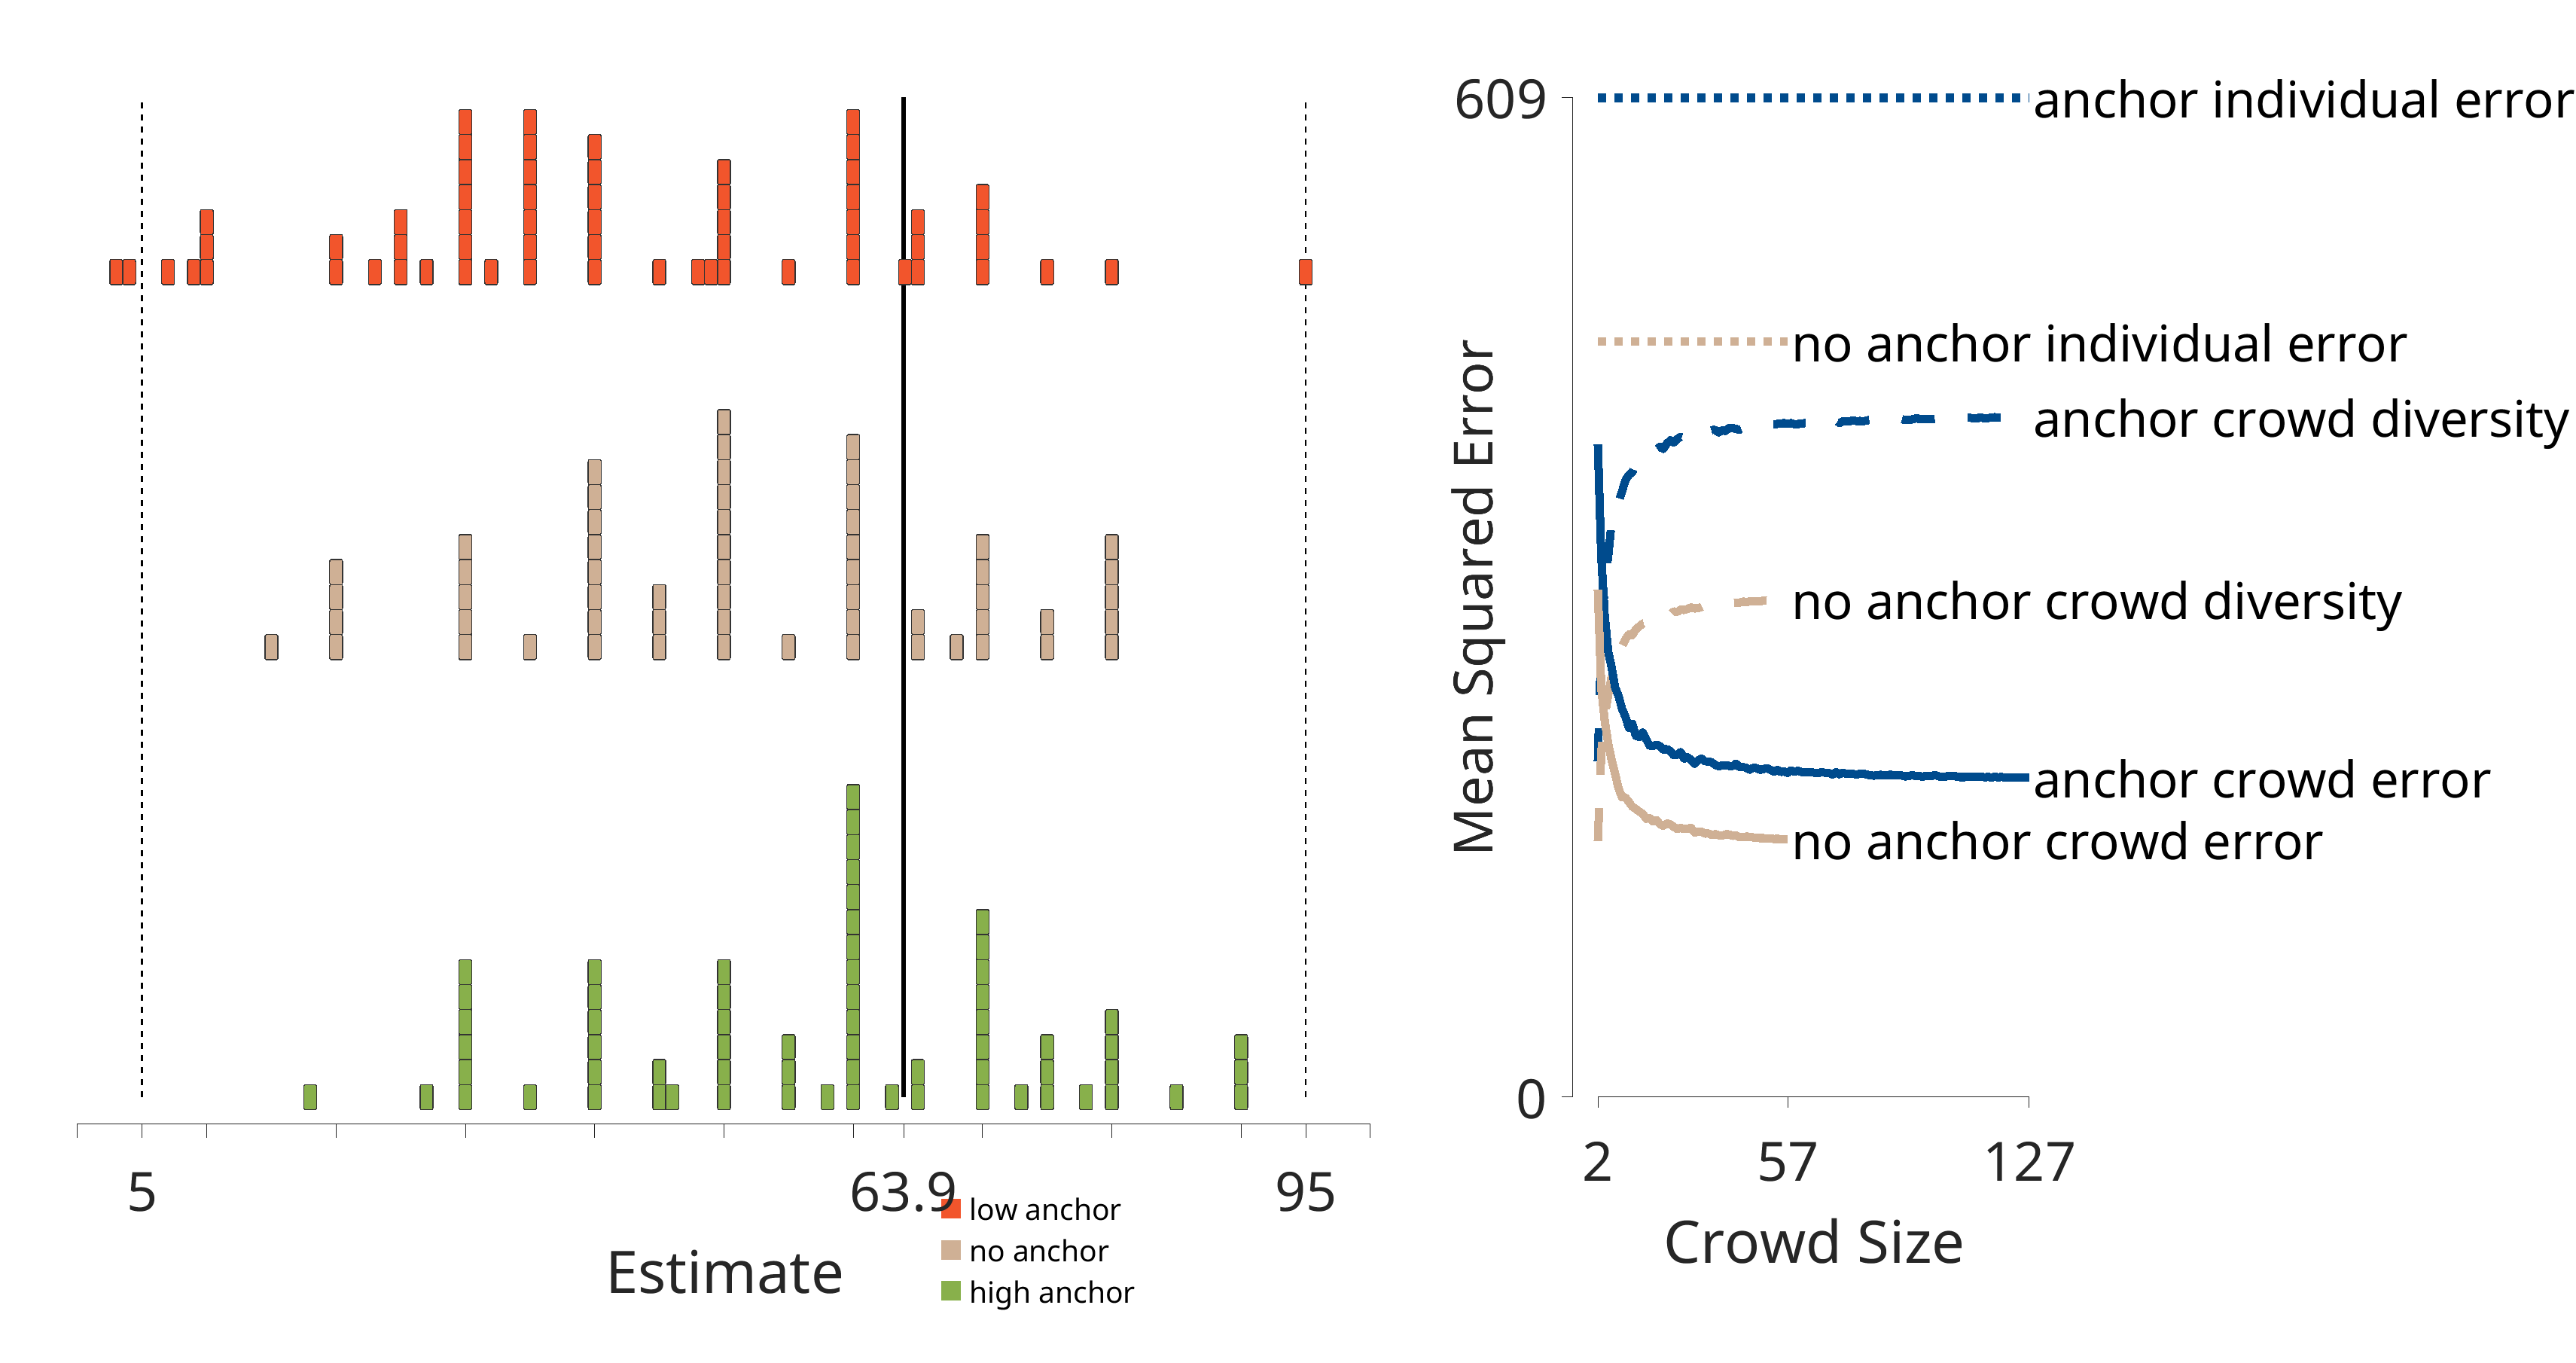 5
63.9
95
Estimate
low anchor
no anchor
high anchor
Mean Squared Error
609
0
anchor individual error
no anchor individual error
anchor crowd diversity
no anchor crowd diversity
anchor crowd error
no anchor crowd error
2
57
127
Crowd Size